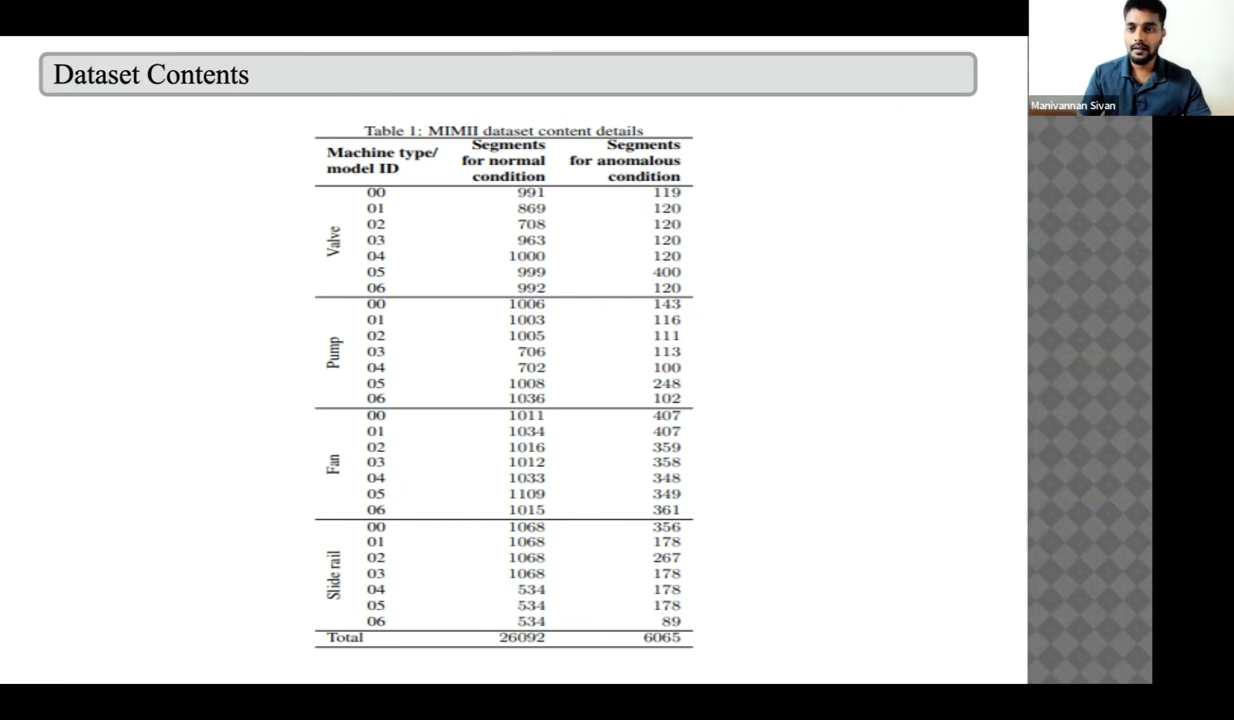 Dataset Contents
Manivannan Sivan
Table 1: MIMII dataset content details
Machine type/ model ID Segments for normal condition Segments for anomalous condition
Valve
00 991 119
01 869 120
02 708 120
03 963 120
04 1000 120
05 999 400
06 992 120
Pump
00 1006 143
01 1003 116
02 1005 111
03 706 113
04 702 100
05 1008 248
06 1036 102
Fan
00 1011 407
01 1034 407
02 1016 359
03 1012 358
04 1033 348
05 1109 349
06 1015 361
Slide rail
00 1068 356
01 1068 178
02 1068 267
03 1068 178
04 534 178
05 534 178
06 534 89
Total 26092 6065